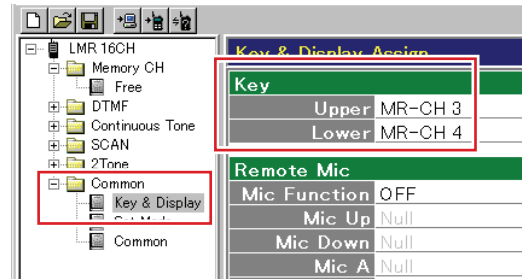 LMR 16CH
Memory CH
Free
DTMF
Continuous Tone
SCAN
2Tone
Common
Key & Display
Set Mode
Common
Key & Display Assign
Key
Upper MR-CH 3
Lower MR-CH 4
Remote Mic
Mic Function OFF
Mic Up Null
Mic Down Null
Mic A Null